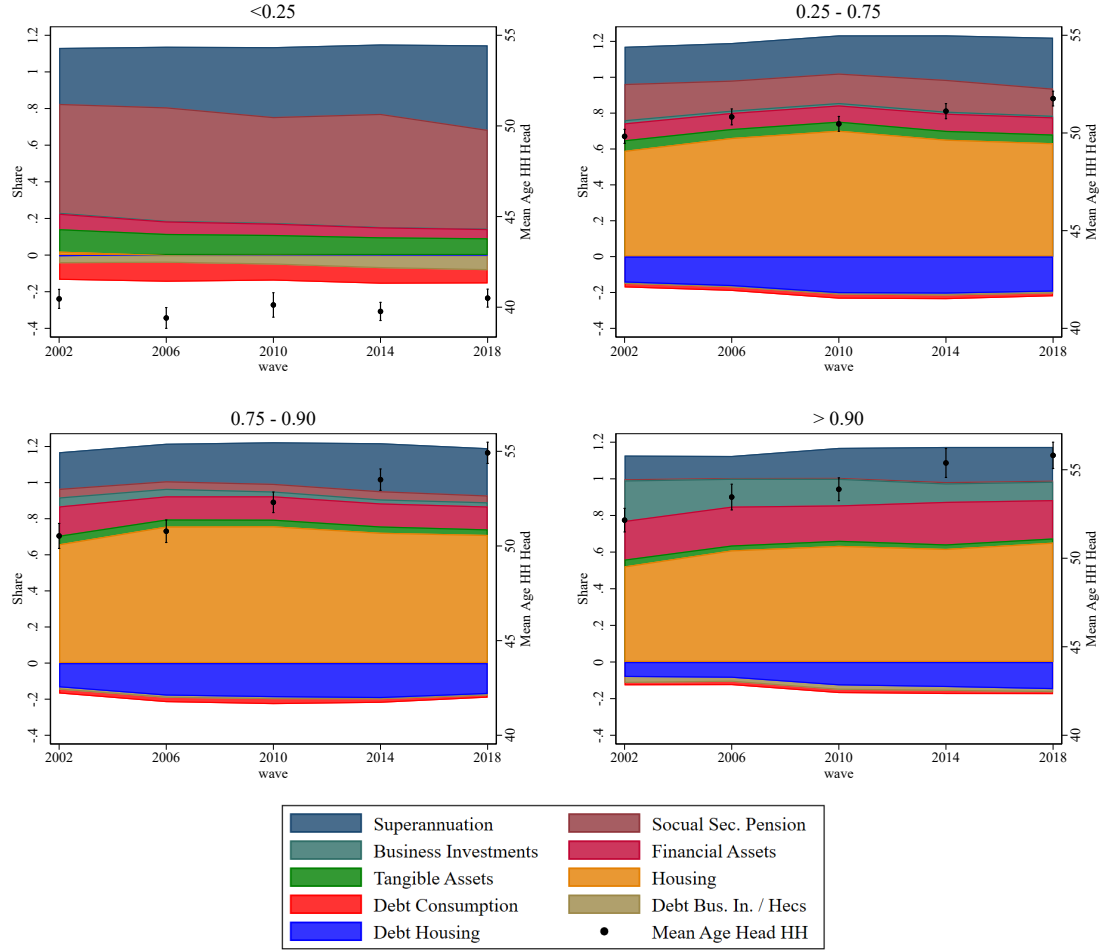 <0.25
1.2
1
.8
.6
.4
.2
0
-.2
-.4
Share
55
50
45
40
Mean Age HH Head
2002 2006 2010 2014 2018
wave
0.25 - 0.75
1.2
1
.8
.6
.4
.2
0
-.2
-.4
Share
55
50
45
40
Mean Age HH Head
2002 2006 2010 2014 2018
wave
0.75 - 0.90
1.2
1
.8
.6
.4
.2
0
-.2
-.4
Share
55
50
45
40
Mean Age HH Head
2002 2006 2010 2014 2018
wave
> 0.90
1.2
1
.8
.6
.4
.2
0
-.2
-.4
Share
55
50
45
40
Mean Age HH Head
2002 2006 2010 2014 2018
wave
Superannuation Socual Sec. Pension
Business Investments Financial Assets
Tangible Assets Housing
Debt Consumption Debt Bus. In. / Hecs
Debt Housing Mean Age Head HH